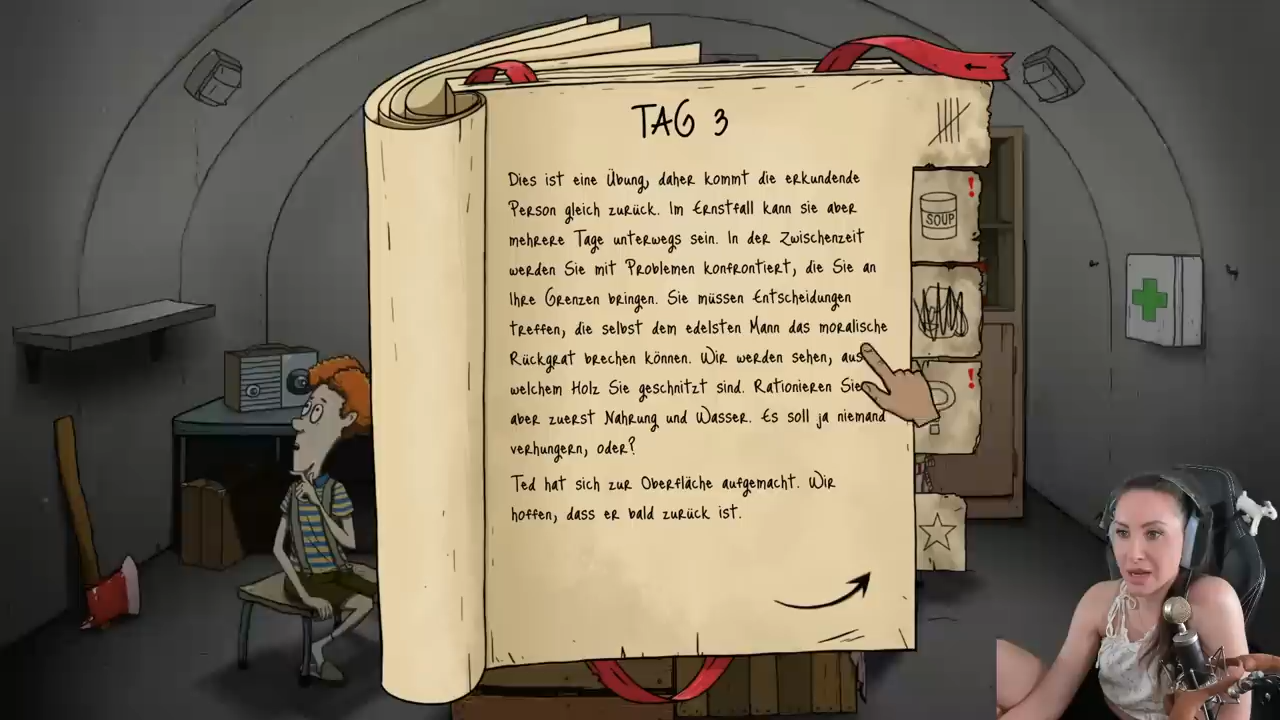 TAG 3
Dies ist eine Übung, daher kommt die erkundende
Person gleich zurück. Im Ernstfall kann sie aber
mehrere Tage unterwegs sein. In der Zwischenzeit
werden Sie mit Problemen konfrontiert, die Sie an
Ihre Grenzen bringen. Sie müssen Entscheidungen
treffen, die selbst dem edelsten Mann das moralische
Rückgrat brechen können. Wir werden sehen, aus
welchem Holz Sie geschnitzt sind. Rationieren Sie
aber zuerst Nahrung und Wasser. Es soll ja niemand
verhungern, oder?
Ted hat sich zur Oberfläche aufgemacht. Wir
hoffen, dass er bald zurück ist.
!
SOUP
!